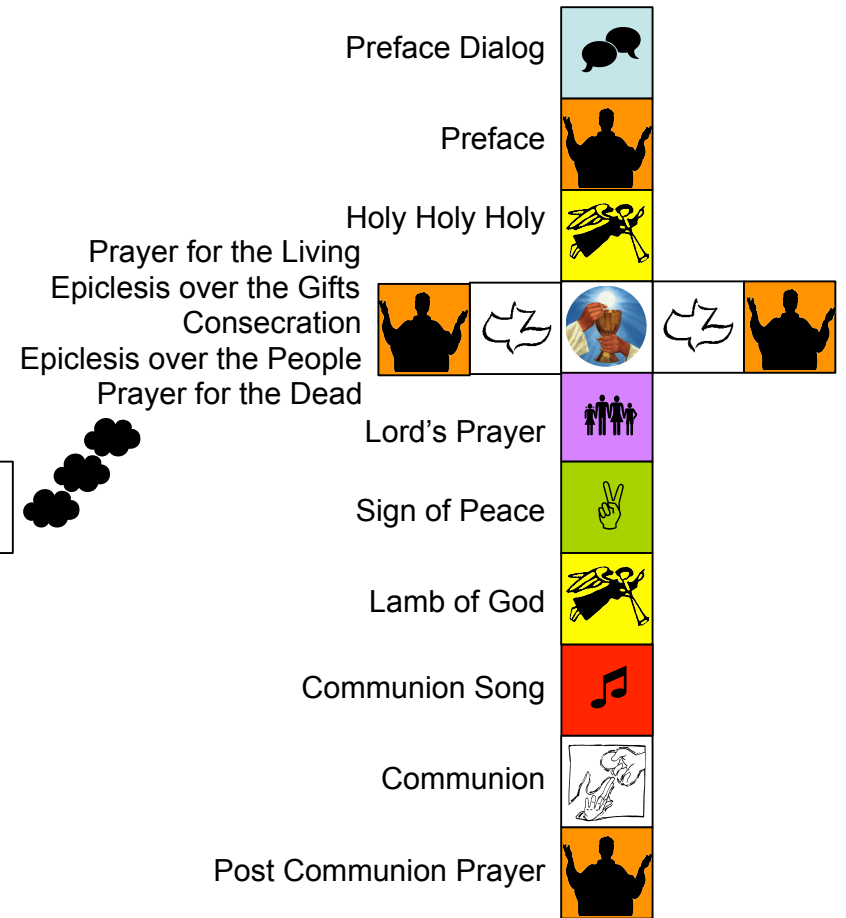 Preface Dialog
Preface
Holy Holy Holy
Prayer for the Living
Epiclesis over the Gifts
Consecration
Epiclesis over the People
Prayer for the Dead
Lord's Prayer
Sign of Peace
Lamb of God
Communion Song
Communion
Post Communion Prayer